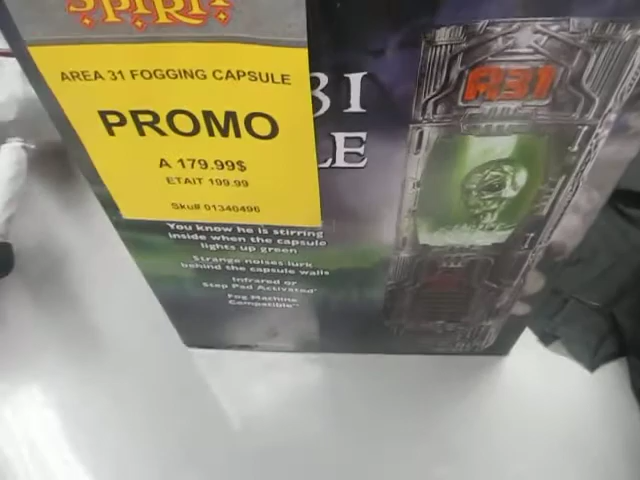 SPIRIT
AREA 31 FOGGING CAPSULE
PROMO
A 179.99$
ETAIT 199.99
Sku# 01340496
31
LE
A31
You know he is stirring
inside when the capsule
lights up green
Strange noises lurk
behind the capsule walls
Infrared or
Step Pad Activated*
Fog Machine
Compatible**